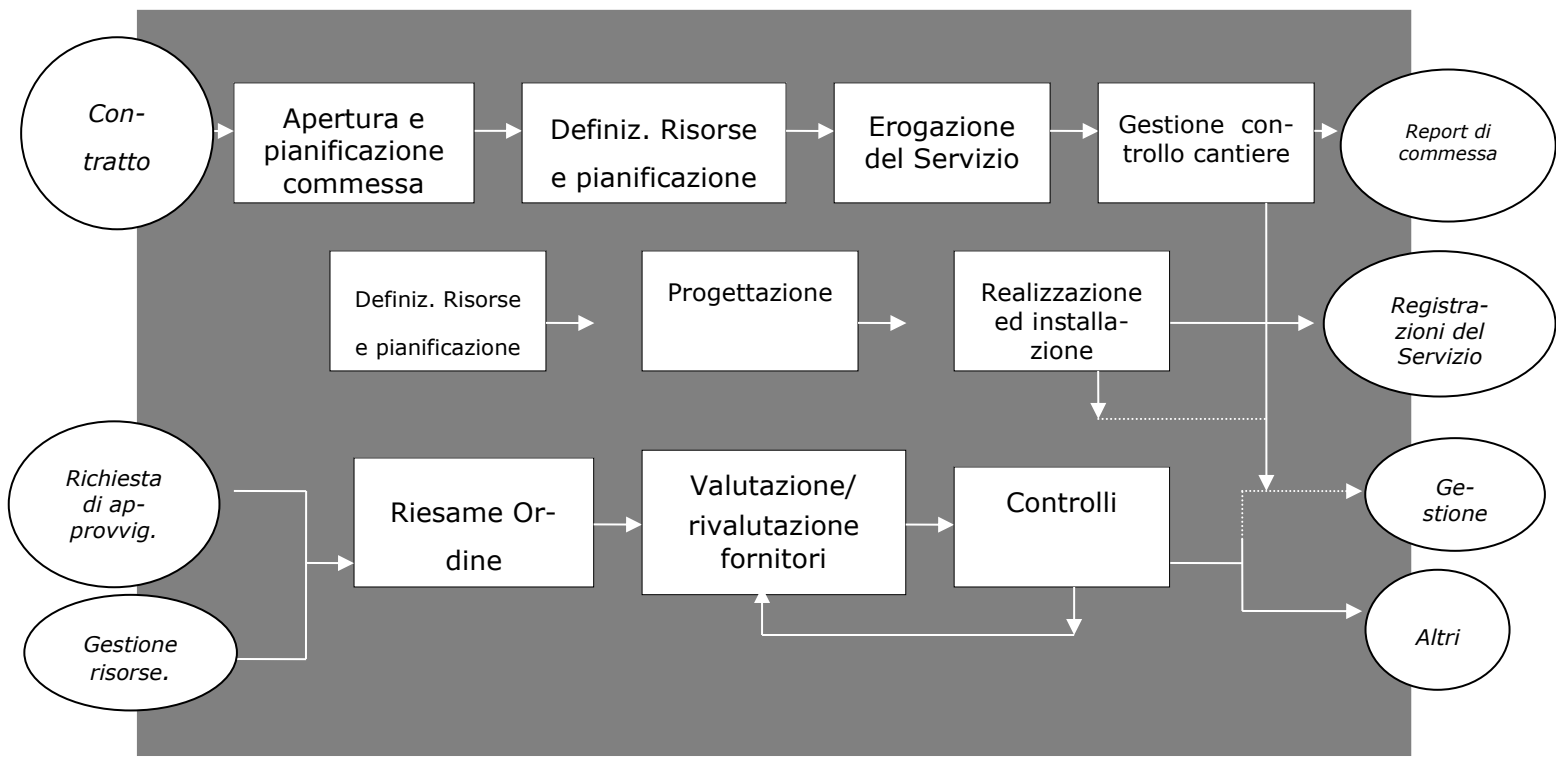 Con-
tratto
Apertura e
pianificazione
commessa
Definiz. Risorse
e pianificazione
Erogazione
del Servizio
Gestione con-
trollo cantiere
Report di
commessa
Definiz. Risorse
e pianificazione
Progettazione
Realizzazione
ed installa-
zione
Registra-
zioni del
Servizio
Richiesta
di ap-
provvig.
Gestione
risorse.
Riesame Or-
dine
Valutazione/
rivalutazione
fornitori
Controlli
Ge-
stione
Altri